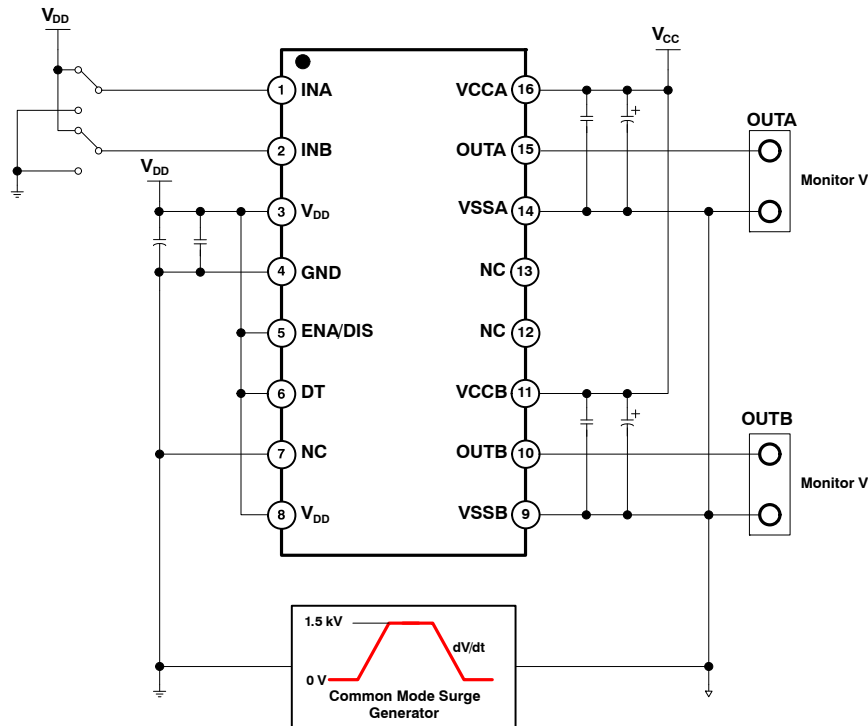 VDD
VCC
1 INA VCCA 16
OUTA
2 INB OUTA 15
Monitor V
VDD
3 VDD VSSA 14
4 GND NC 13
5 ENA/DIS NC 12
6 DT VCCB 11
+
+
OUTB
7 NC OUTB 10
Monitor V
8 VDD VSSB 9
1.5 kV
dV/dt
0 V
Common Mode Surge
Generator